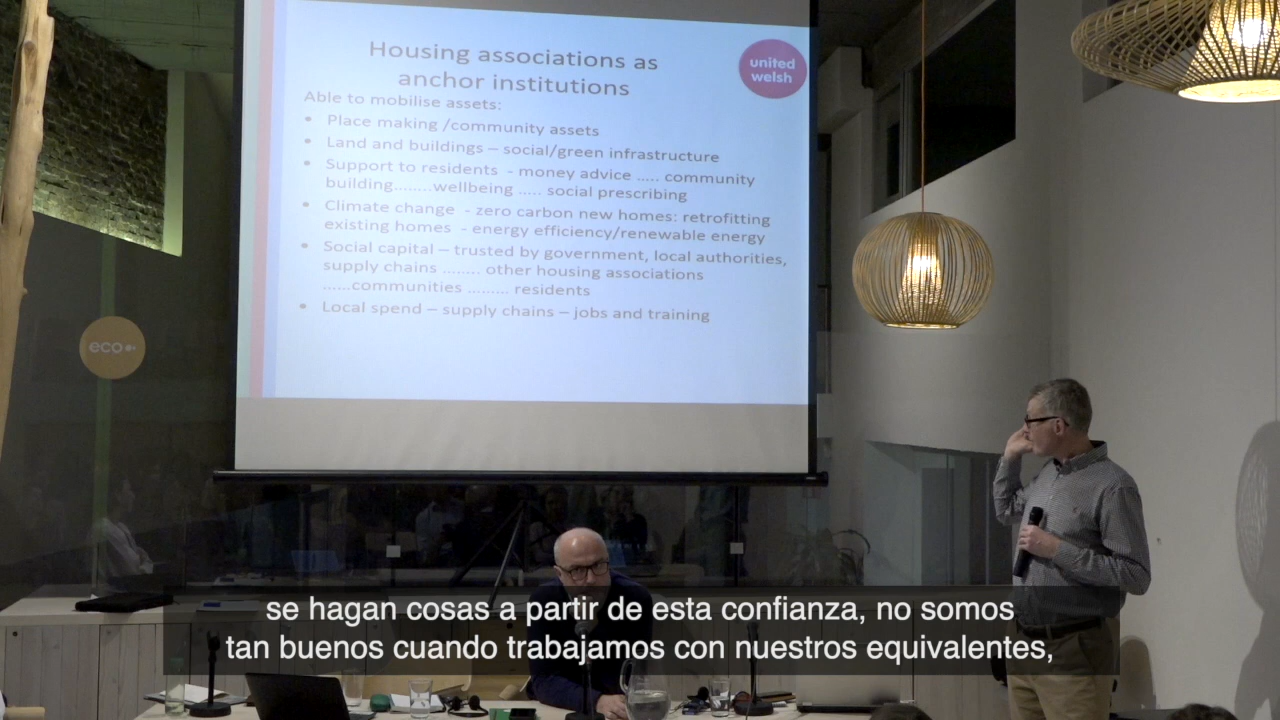 Housing associations as
anchor institutions
united
welsh
Able to mobilise assets:
• Place making /community assets
• Land and buildings – social/green infrastructure
• Support to residents - money advice ..... community
building........wellbeing ..... social prescribing
• Climate change - zero carbon new homes: retrofitting
existing homes - energy efficiency/renewable energy
• Social capital – trusted by government, local authorities,
supply chains ........ other housing associations
......communities ......... residents
• Local spend – supply chains – jobs and training
eco
se hagan cosas a partir de esta confianza, no somos
tan buenos cuando trabajamos con nuestros equivalentes,